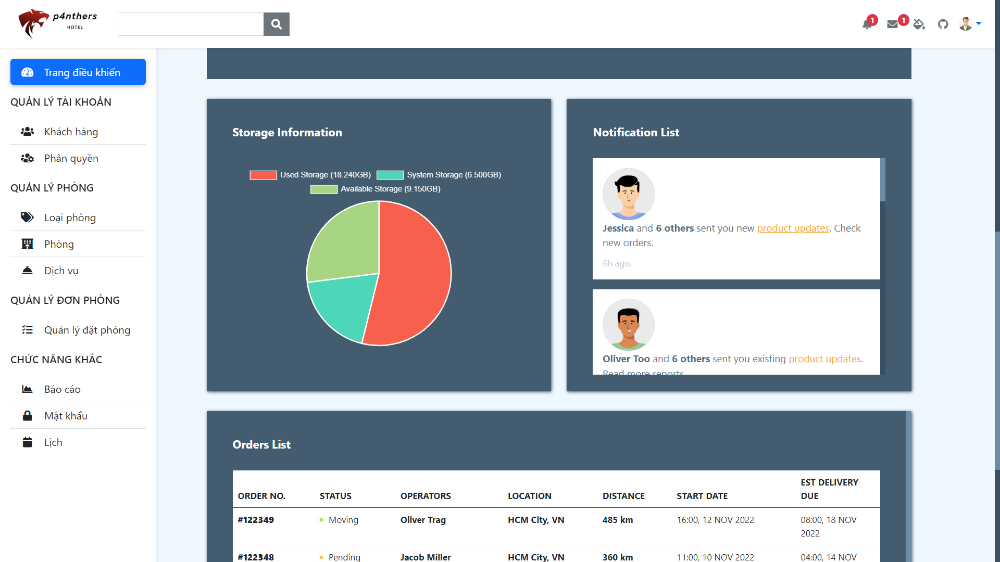 p4nthers
HOTEL
1
1
Trang điều khiển
QUẢN LÝ TÀI KHOẢN
Khách hàng
Phân quyền
QUẢN LÝ PHÒNG
Loại phòng
Phòng
Dịch vụ
QUẢN LÝ ĐƠN PHÒNG
Quản lý đặt phòng
CHỨC NĂNG KHÁC
Báo cáo
Mật khẩu
Lịch
Storage Information
Used Storage (18.240GB)
System Storage (6.500GB)
Available Storage (9.150GB)
Notification List
Jessica and 6 others sent you new product updates. Check
new orders.
6h ago.
Oliver Too and 6 others sent you existing product updates.
Read more reports.
Orders List
ORDER NO. STATUS OPERATORS LOCATION DISTANCE START DATE EST DELIVERY DUE
#122349 Moving Oliver Trag HCM City, VN 485 km 16:00, 12 NOV 2022 08:00, 18 NOV
2022
#122348 Pending Jacob Miller HCM City, VN 360 km 11:00, 10 NOV 2022 04:00, 14 NOV